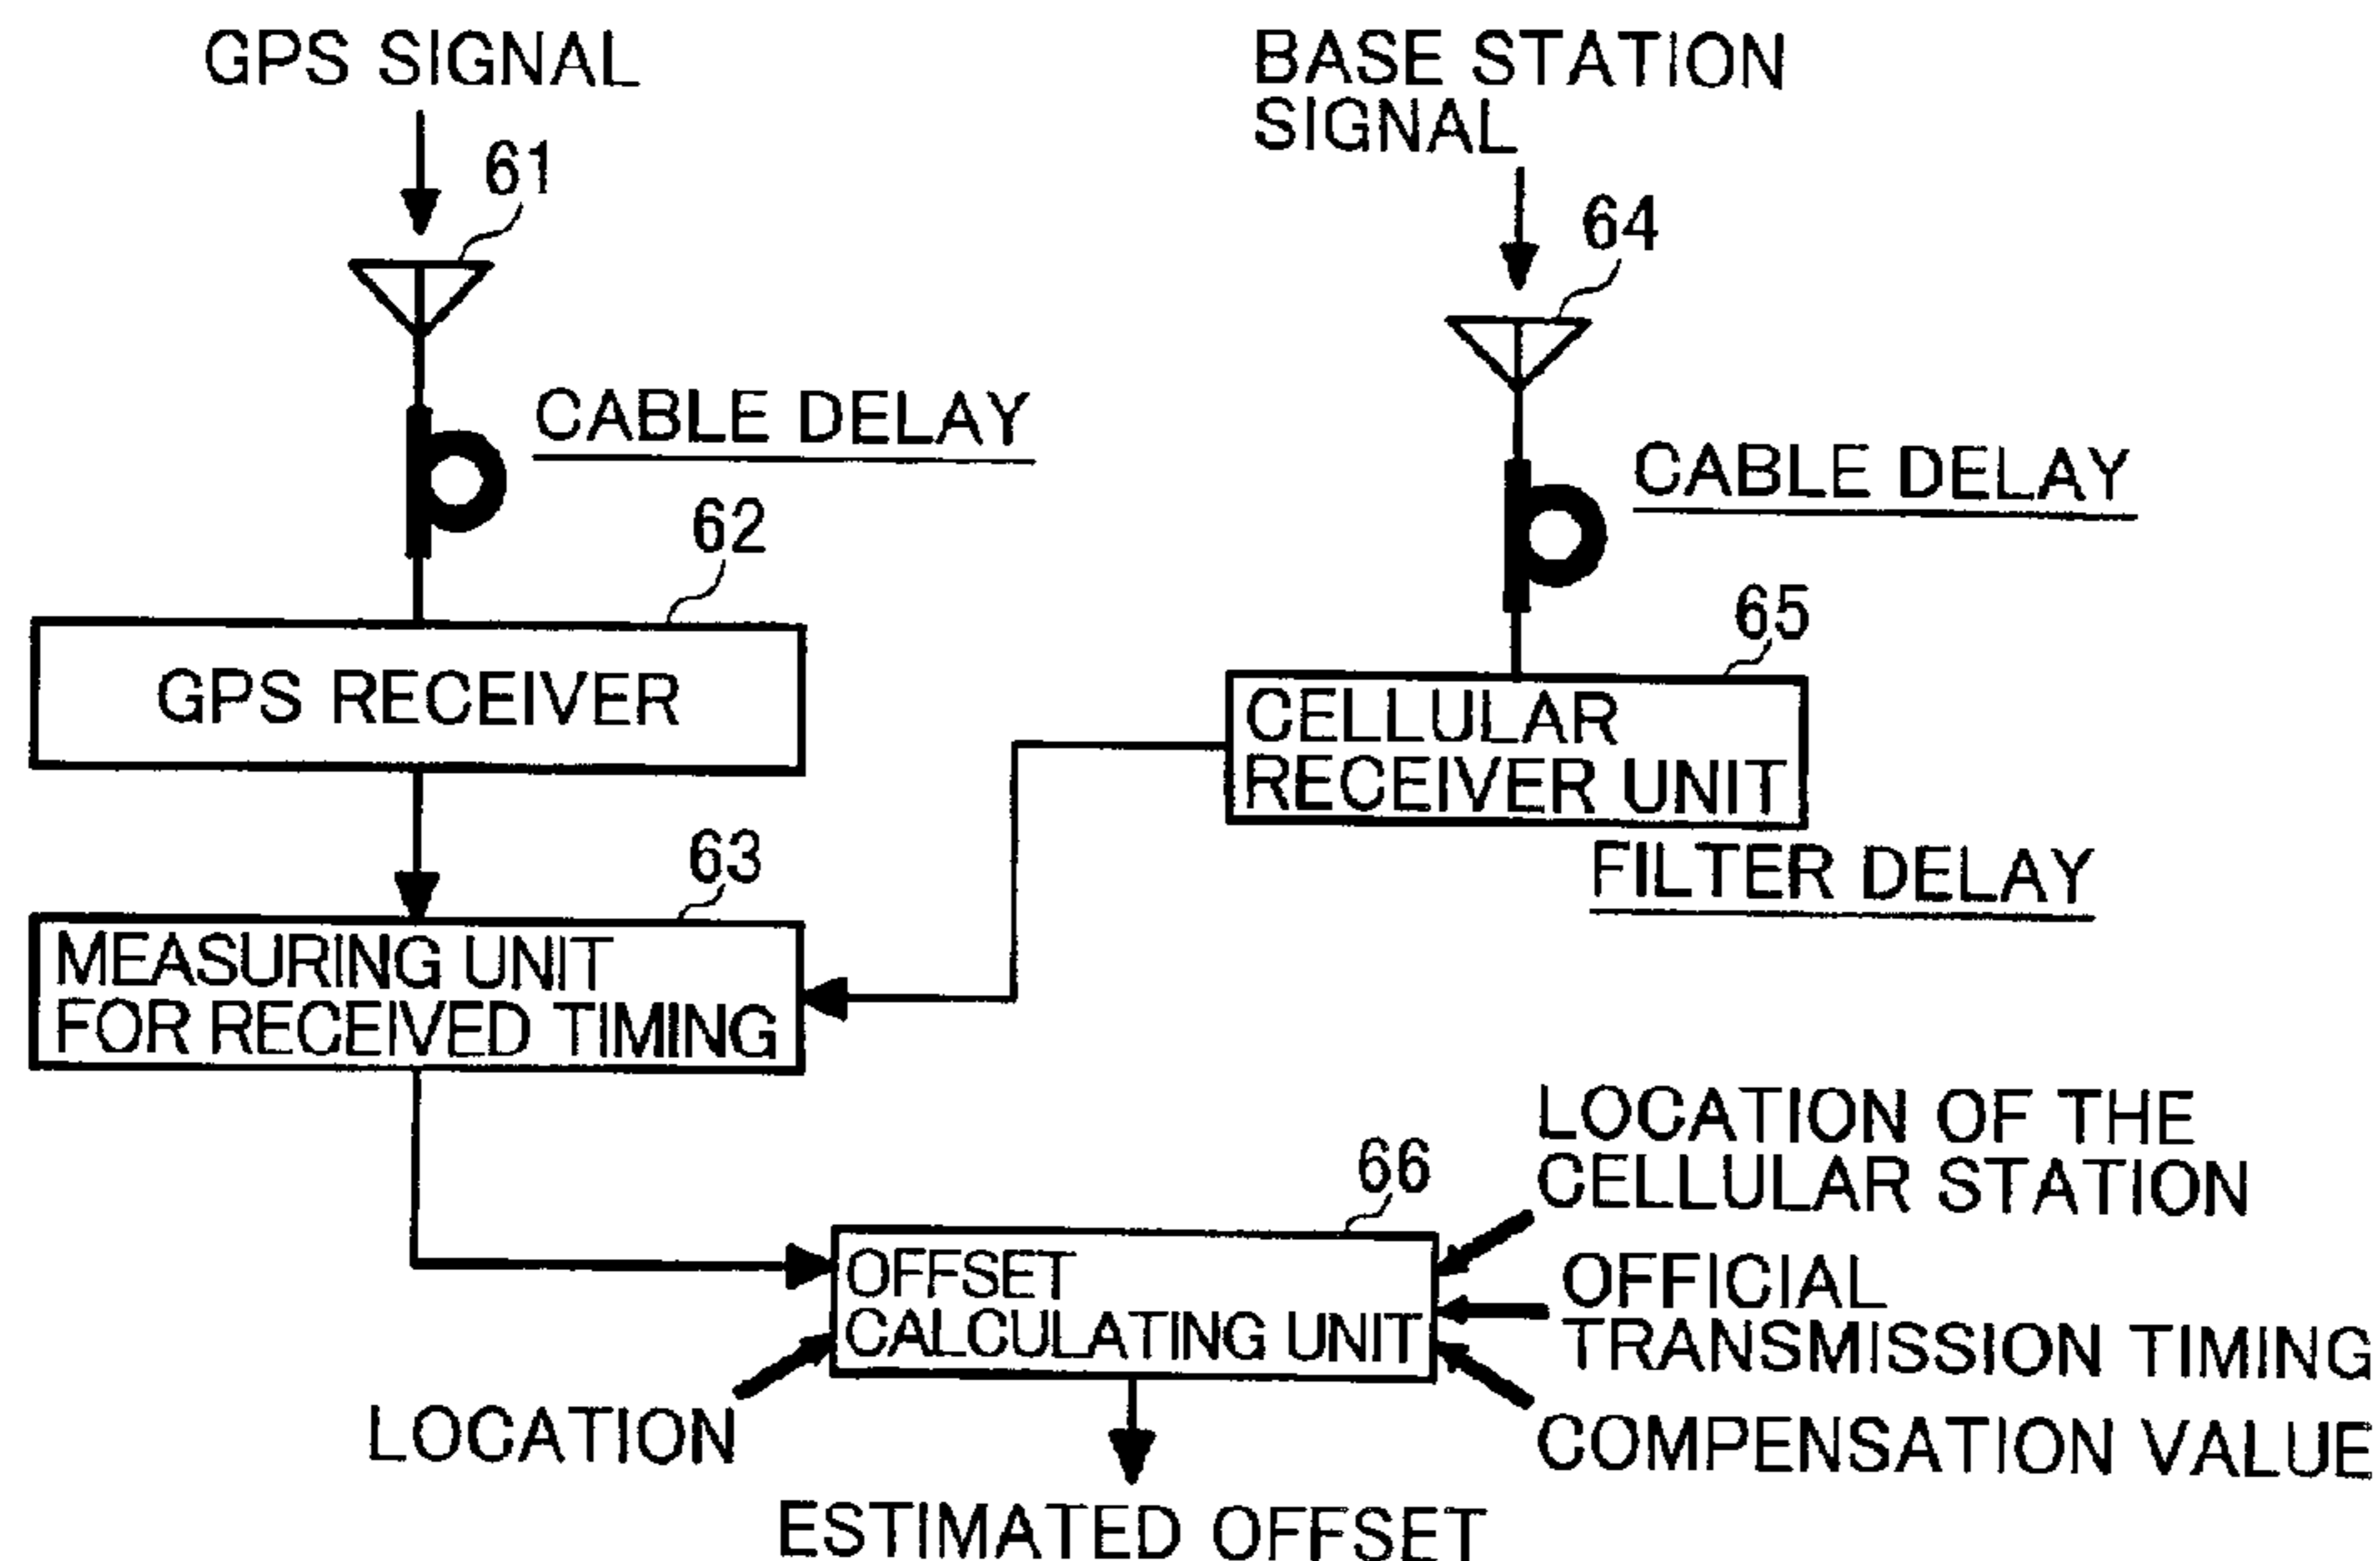 GPS SIGNAL
BASE STATION
SIGNAL
61
64
CABLE DELAY
CABLE DELAY
62
65
GPS RECEIVER
CELLULAR
RECEIVER UNIT
FILTER DELAY
63
MEASURING UNIT
FOR RECEIVED TIMING
LOCATION OF THE
CELLULAR STATION
66
OFFSET
CALCULATING UNIT
OFFICIAL
TRANSMISSION TIMING
LOCATION
COMPENSATION VALUE
ESTIMATED OFFSET